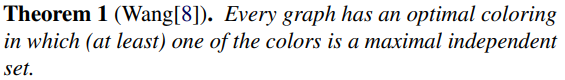 Theorem 1 (Wang[8]). Every graph has an optimal coloring
in which (at least) one of the colors is a maximal independent
set.